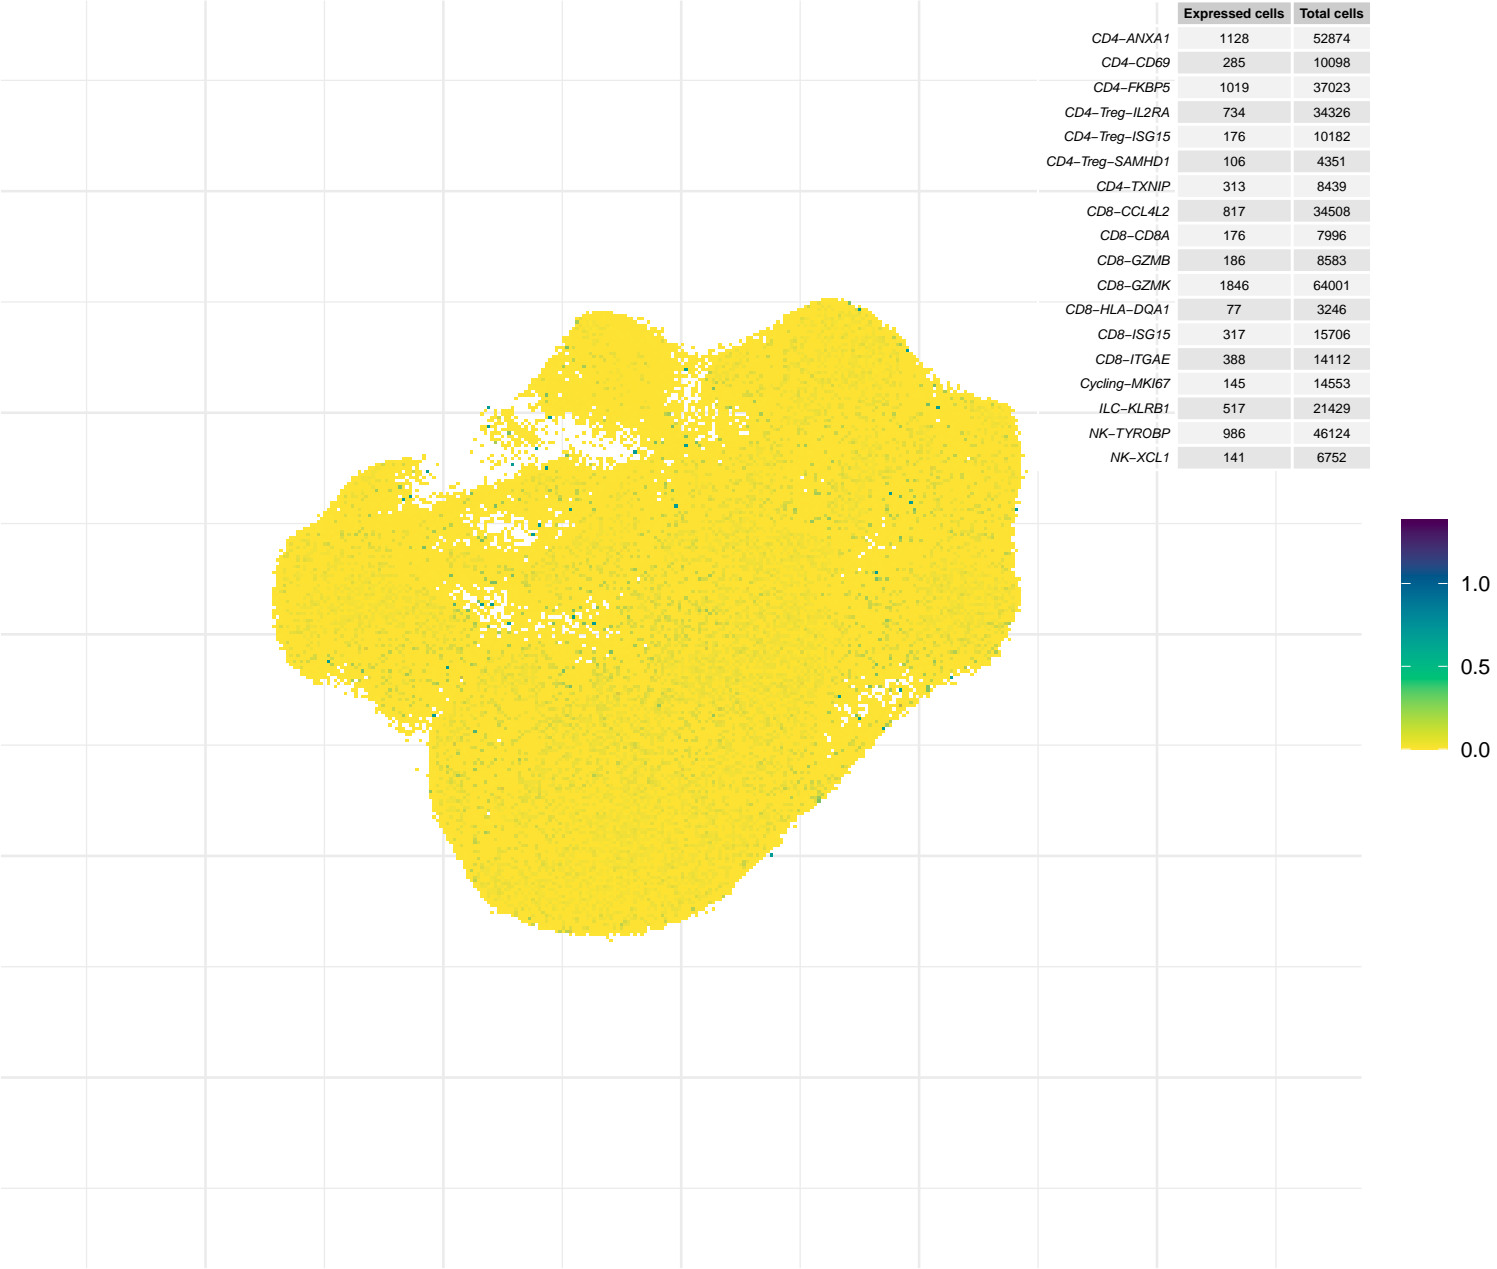 Expressed cells Total cells
CD4−ANXA1 1128 52874
CD4−CD69 285 10098
CD4−FKBP5 1019 37023
CD4−Treg−IL2RA 734 34326
CD4−Treg−ISG15 176 10182
CD4−Treg−SAMHD1 106 4351
CD4−TXNIP 313 8439
CD8−CCL4L2 817 34508
CD8−CD8A 176 7996
CD8−GZMB 186 8583
CD8−GZMK 1846 64001
CD8−HLA−DQA1 77 3246
CD8−ISG15 317 15706
CD8−ITGAE 388 14112
Cycling−MKI67 145 14553
ILC−KLRB1 517 21429
NK−TYROBP 986 46124
NK−XCL1 141 6752
1.0
0.5
0.0